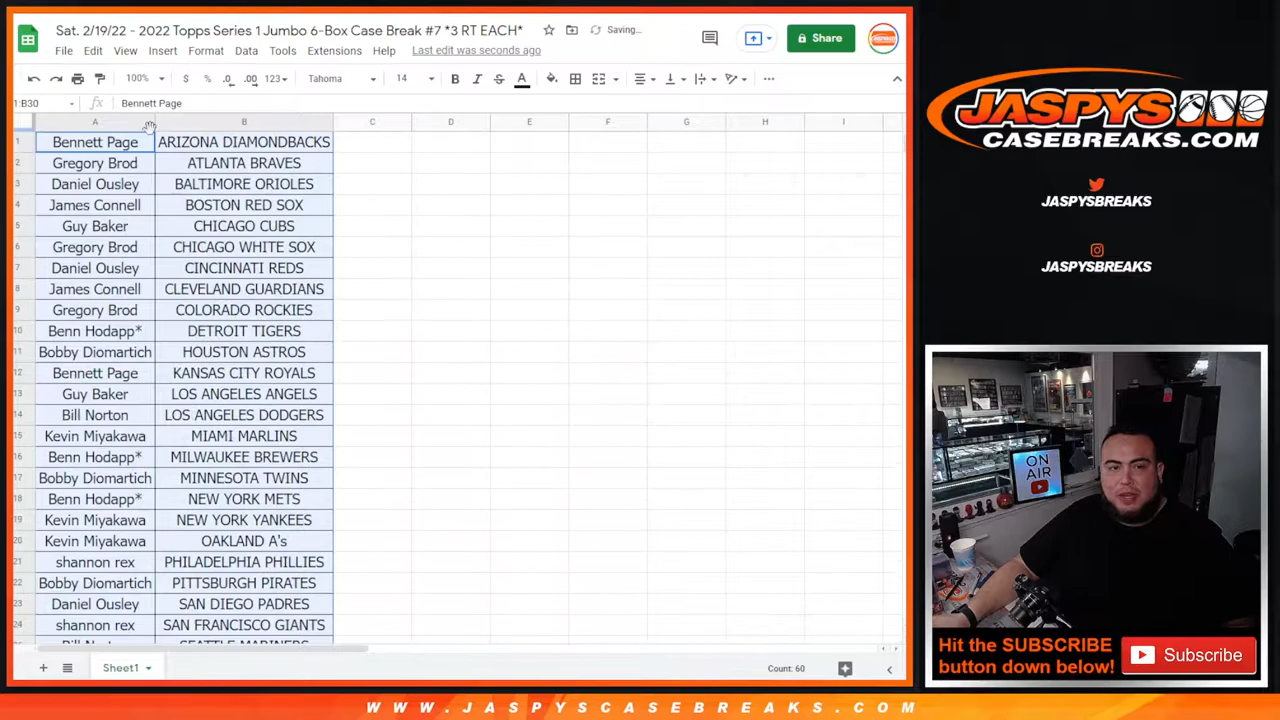 Sat. 2/19/22 - 2022 Topps Series 1 Jumbo 6-Box Case Break #7 *3 RT EACH*
Saving...
File Edit View Insert Format Data Tools Extensions Help Last edit was seconds ago
Share
100% $ % .0 .00 123 Tahoma 14 B I S A
1:B30 fx Bennett Page
A B C D E F G H I
1 Bennett Page ARIZONA DIAMONDBACKS
2 Gregory Brod ATLANTA BRAVES
3 Daniel Ousley BALTIMORE ORIOLES
4 James Connell BOSTON RED SOX
5 Guy Baker CHICAGO CUBS
6 Gregory Brod CHICAGO WHITE SOX
7 Daniel Ousley CINCINNATI REDS
8 James Connell CLEVELAND GUARDIANS
9 Gregory Brod COLORADO ROCKIES
10 Benn Hodapp* DETROIT TIGERS
11 Bobby Diomartich HOUSTON ASTROS
12 Bennett Page KANSAS CITY ROYALS
13 Guy Baker LOS ANGELES ANGELS
14 Bill Norton LOS ANGELES DODGERS
15 Kevin Miyakawa MIAMI MARLINS
16 Benn Hodapp* MILWAUKEE BREWERS
17 Bobby Diomartich MINNESOTA TWINS
18 Benn Hodapp* NEW YORK METS
19 Kevin Miyakawa NEW YORK YANKEES
20 Kevin Miyakawa OAKLAND A's
21 shannon rex PHILADELPHIA PHILLIES
22 Bobby Diomartich PITTSBURGH PIRATES
23 Daniel Ousley SAN DIEGO PADRES
24 shannon rex SAN FRANCISCO GIANTS
Bill Norton SEATTLE MARINERS
Sheet1
Count: 60
JASPYS
CASEBREAKS.COM
JASPYSBREAKS
JASPYSBREAKS
ON
AIR
Hit the SUBSCRIBE
button down below!
Subscribe
WWW.JASPYSCASEBREAKS.COM